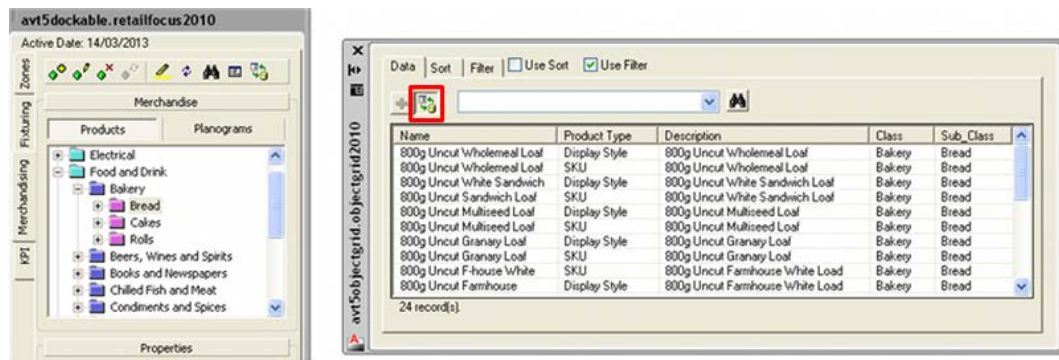 avt5dockable.retailfocus2010
Active Date: 14/03/2013
Zones
Fixturing
Merchandising
KPI
Merchandise
Products Planograms
Electrical
Food and Drink
Bakery
Bread
Cakes
Rolls
Beers, Wines and Spirits
Books and Newspapers
Chilled Fish and Meat
Condiments and Spices
Properties
avt5objectgrid.objectgrid2010
Data Sort Filter Use Sort Use Filter
Name Product Type Description Class Sub_Class
800g Uncut Wholemeal Loaf Display Style 800g Uncut Wholemeal Loaf Bakery Bread
800g Uncut Wholemeal Loaf SKU 800g Uncut Wholemeal Loaf Bakery Bread
800g Uncut White Sandwich Display Style 800g Uncut White Sandwich Loaf Bakery Bread
800g Uncut Sandwich Loaf SKU 800g Uncut White Sandwich Loaf Bakery Bread
800g Uncut Multiseed Loaf Display Style 800g Uncut Multiseed Loaf Bakery Bread
800g Uncut Multiseed Loaf SKU 800g Uncut Multiseed Loaf Bakery Bread
800g Uncut Granary Loaf Display Style 800g Uncut Granary Loaf Bakery Bread
800g Uncut Granary Loaf SKU 800g Uncut Granary Loaf Bakery Bread
800g Uncut F-house White SKU 800g Uncut Farmhouse White Load Bakery Bread
800g Uncut Farmhouse Display Style 800g Uncut Farmhouse White Load Bakery Bread
24 record(s).